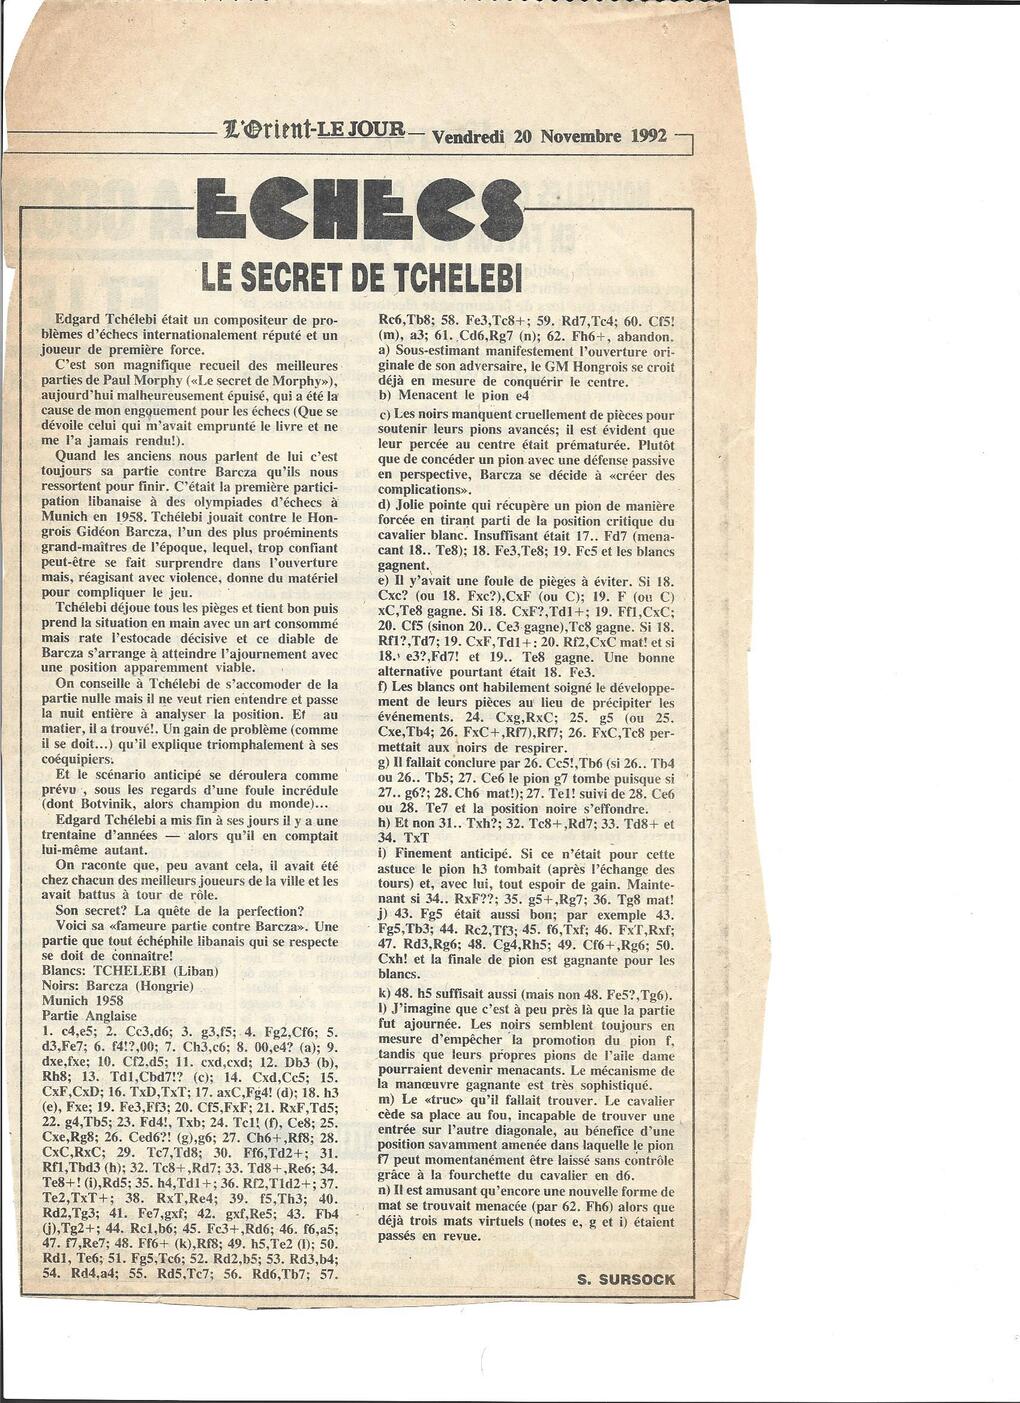 L'Orient-LE JOUR Vendredi 20 Novembre 1992
ECHECS
LE SECRET DE TCHELEBI
Edgard Tchélebi était un compositeur de pro-
blèmes d'échecs internationalement réputé et un
joueur de première force.
C'est son magnifique recueil des meilleures
parties de Paul Morphy («Le secret de Morphy»),
aujourd'hui malheureusement épuisé, qui a été la
cause de mon engouement pour les échecs (Que se
dévoile celui qui m'avait emprunté le livre et ne
me l'a jamais rendu!).
Quand les anciens nous parlent de lui c'est
toujours sa partie contre Barcza qu'ils nous
ressortent pour finir. C'était la première partici-
pation libanaise à des olympiades d'échecs à
Munich en 1958. Tchélebi jouait contre le Hon-
grois Gidéon Barcza, l'un des plus proéminents
grand-maîtres de l'époque, lequel, trop confiant
peut-être se fait surprendre dans l'ouverture
mais, réagisant avec violence, donne du matériel
pour compliquer le jeu.
Tchélebi déjoue tous les pièges et tient bon puis
prend la situation en main avec un art consommé
mais rate l'estocade décisive et ce diable de
Barcza s'arrange à atteindre l'ajournement avec
une position apparemment viable.
On conseille à Tchélebi de s'accomoder de la
partie nulle mais il ne veut rien entendre et passe
la nuit entière à analyser la position. Et au
matier, il a trouvé!. Un gain de problème (comme
il se doit...) qu'il explique triomphalement à ses
coéquipiers.
Et le scénario anticipé se déroulera comme
prévu , sous les regards d'une foule incrédule
(dont Botvinik, alors champion du monde)...
Edgard Tchélebi a mis fin à ses jours il y a une
trentaine d'années — alors qu'il en comptait
lui-même autant.
On raconte que, peu avant cela, il avait été
chez chacun des meilleurs joueurs de la ville et les
avait battus à tour de rôle.
Son secret? La quête de la perfection?
Voici sa «fameure partie contre Barcza». Une
partie que tout échéphile libanais qui se respecte
se doit de connaître!
Blancs: TCHELEBI (Liban)
Noirs: Barcza (Hongrie)
Munich 1958
Partie Anglaise
1. c4,e5; 2. Cc3,d6; 3. g3,f5; 4. Fg2,Cf6; 5.
d3,Fe7; 6. f4!?,00; 7. Ch3,c6; 8. 00,e4? (a); 9.
dxe,fxe; 10. Cf2,d5; 11. cxd,cxd; 12. Db3 (b),
Rh8; 13. Td1,Cbd7!? (c); 14. Cxd,Cc5; 15.
CxF,CxD; 16. TxD,TxT; 17. axC,Fg4! (d); 18. h3
(e), Fxe; 19. Fe3,Ff3; 20. Cf5,FxF; 21. RxF,Td5;
22. g4,Tb5; 23. Fd4!, Txb; 24. Tc1! (f), Ce8; 25.
Cxe,Rg8; 26. Ced6?! (g),g6; 27. Ch6+,Rf8; 28.
CxC,RxC; 29. Tc7,Td8; 30. Ff6,Td2+; 31.
Rf1,Tbd3 (h); 32. Tc8+,Rd7; 33. Td8+,Re6; 34.
Te8+! (i),Rd5; 35. h4,Td1+; 36. Rf2,T1d2+; 37.
Te2,TxT+; 38. RxT,Re4; 39. f5,Th3; 40.
Rd2,Tg3; 41. Fe7,gxf; 42. gxf,Re5; 43. Fb4
(j),Tg2+; 44. Rc1,b6; 45. Fc3+,Rd6; 46. f6,a5;
47. f7,Re7; 48. Ff6+ (k),Rf8; 49. h5,Te2 (l); 50.
Rd1, Te6; 51. Fg5,Tc6; 52. Rd2,b5; 53. Rd3,b4;
54. Rd4,a4; 55. Rd5,Tc7; 56. Rd6,Tb7; 57.
Rc6,Tb8; 58. Fe3,Tc8+; 59. Rd7,Tc4; 60. Cf5!
(m), a3; 61. Cd6,Rg7 (n); 62. Fh6+, abandon.
a) Sous-estimant manifestement l'ouverture ori-
ginale de son adversaire, le GM Hongrois se croit
déjà en mesure de conquérir le centre.
b) Menacent le pion e4
c) Les noirs manquent cruellement de pièces pour
soutenir leurs pions avancés; il est évident que
leur percée au centre était prématurée. Plutôt
que de concéder un pion avec une défense passive
en perspective, Barcza se décide à «créer des
complications».
d) Jolie pointe qui récupère un pion de manière
forcée en tirant parti de la position critique du
cavalier blanc. Insuffisant était 17.. Fd7 (mena-
cant 18.. Te8); 18. Fe3,Te8; 19. Fc5 et les blancs
gagnent.
e) Il y'avait une foule de pièges à éviter. Si 18.
Cxc? (ou 18. Fxc?),CxF (ou C); 19. F (ou C)
xC,Te8 gagne. Si 18. CxF?,Td1+; 19. Ff1,CxC;
20. Cf5 (sinon 20.. Ce3 gagne),Tc8 gagne. Si 18.
Rf1?,Td7; 19. CxF,Td1+; 20. Rf2,CxC mat! et si
18. e3?,Fd7! et 19.. Te8 gagne. Une bonne
alternative pourtant était 18. Fe3.
f) Les blancs ont habilement soigné le développe-
ment de leurs pièces au lieu de précipiter les
événements. 24. Cxg,RxC; 25. g5 (ou 25.
Cxe,Tb4; 26. FxC+,Rf7),Rf7; 26. FxC,Tc8 per-
mettait aux noirs de respirer.
g) Il fallait conclure par 26. Cc5!,Tb6 (si 26.. Tb4
ou 26.. Tb5; 27. Ce6 le pion g7 tombe puisque si
27.. g6?; 28. Ch6 mat!); 27. Te1! suivi de 28. Ce6
ou 28. Te7 et la position noire s'effondre.
h) Et non 31.. Txh?; 32. Tc8+,Rd7; 33. Td8+ et
34. TxT
i) Finement anticipé. Si ce n'était pour cette
astuce le pion h3 tombait (après l'échange des
tours) et, avec lui, tout espoir de gain. Mainte-
nant si 34.. RxF??; 35. g5+,Rg7; 36. Tg8 mat!
j) 43. Fg5 était aussi bon; par exemple 43.
Fg5,Tb3; 44. Rc2,Tf3; 45. f6,Txf; 46. FxT,Rxf;
47. Rd3,Rg6; 48. Cg4,Rh5; 49. Cf6+,Rg6; 50.
Cxh! et la finale de pion est gagnante pour les
blancs.
k) 48. h5 suffisait aussi (mais non 48. Fe5?,Tg6).
l) J'imagine que c'est à peu près là que la partie
fut ajournée. Les noirs semblent toujours en
mesure d'empêcher la promotion du pion f,
tandis que leurs propres pions de l'aile dame
pourraient devenir menacants. Le mécanisme de
la manœuvre gagnante est très sophistiqué.
m) Le «truc» qu'il fallait trouver. Le cavalier
cède sa place au fou, incapable de trouver une
entrée sur l'autre diagonale, au bénéfice d'une
position savamment amenée dans laquelle le pion
f7 peut momentanément être laissé sans contrôle
grâce à la fourchette du cavalier en d6.
n) Il est amusant qu'encore une nouvelle forme de
mat se trouvait menacée (par 62. Fh6) alors que
déjà trois mats virtuels (notes e, g et i) étaient
passés en revue.
S. SURSOCK